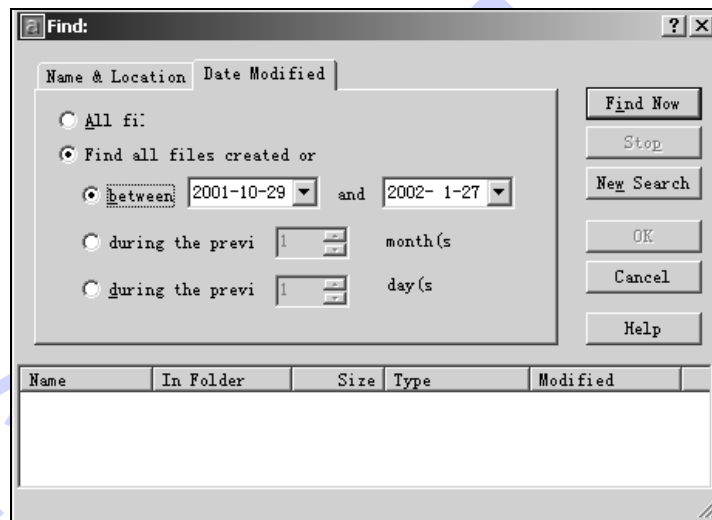 Find:
Name & Location Date Modified
All fi
Find all files created or
between 2001-10-29 and 2002- 1-27
during the previ 1 month(s
during the previ 1 day(s
Find Now
Stop
New Search
OK
Cancel
Help
Name In Folder Size Type Modified